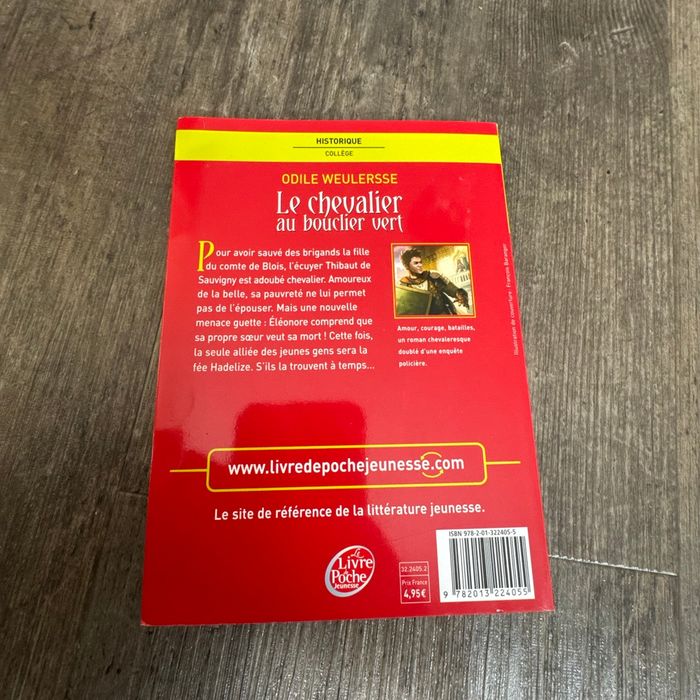 HISTORIQUE
COLLÈGE
ODILE WEULERSSE
Le chevalier
au bouclier vert
Pour avoir sauvé des brigands la fille
du comte de Blois, l'écuyer Thibaut de
Sauvigny est adoubé chevalier. Amoureux
de la belle, sa pauvreté ne lui permet
pas de l'épouser. Mais une nouvelle
menace guette : Éléonore comprend que
sa propre sœur veut sa mort ! Cette fois,
la seule alliée des jeunes gens sera la
fée Hadelize. S'ils la trouvent à temps...
Amour, courage, batailles,
un roman chevaleresque
doublé d'une enquête
policière.
Illustration de couverture : François Baranger
www.livredepochejeunesse.com
Le site de référence de la littérature jeunesse.
Le
Livre
de
Poche
Jeunesse
32.2405.2
Prix France
4,95 €
ISBN 978-2-01-322405-5
9 782013 224055